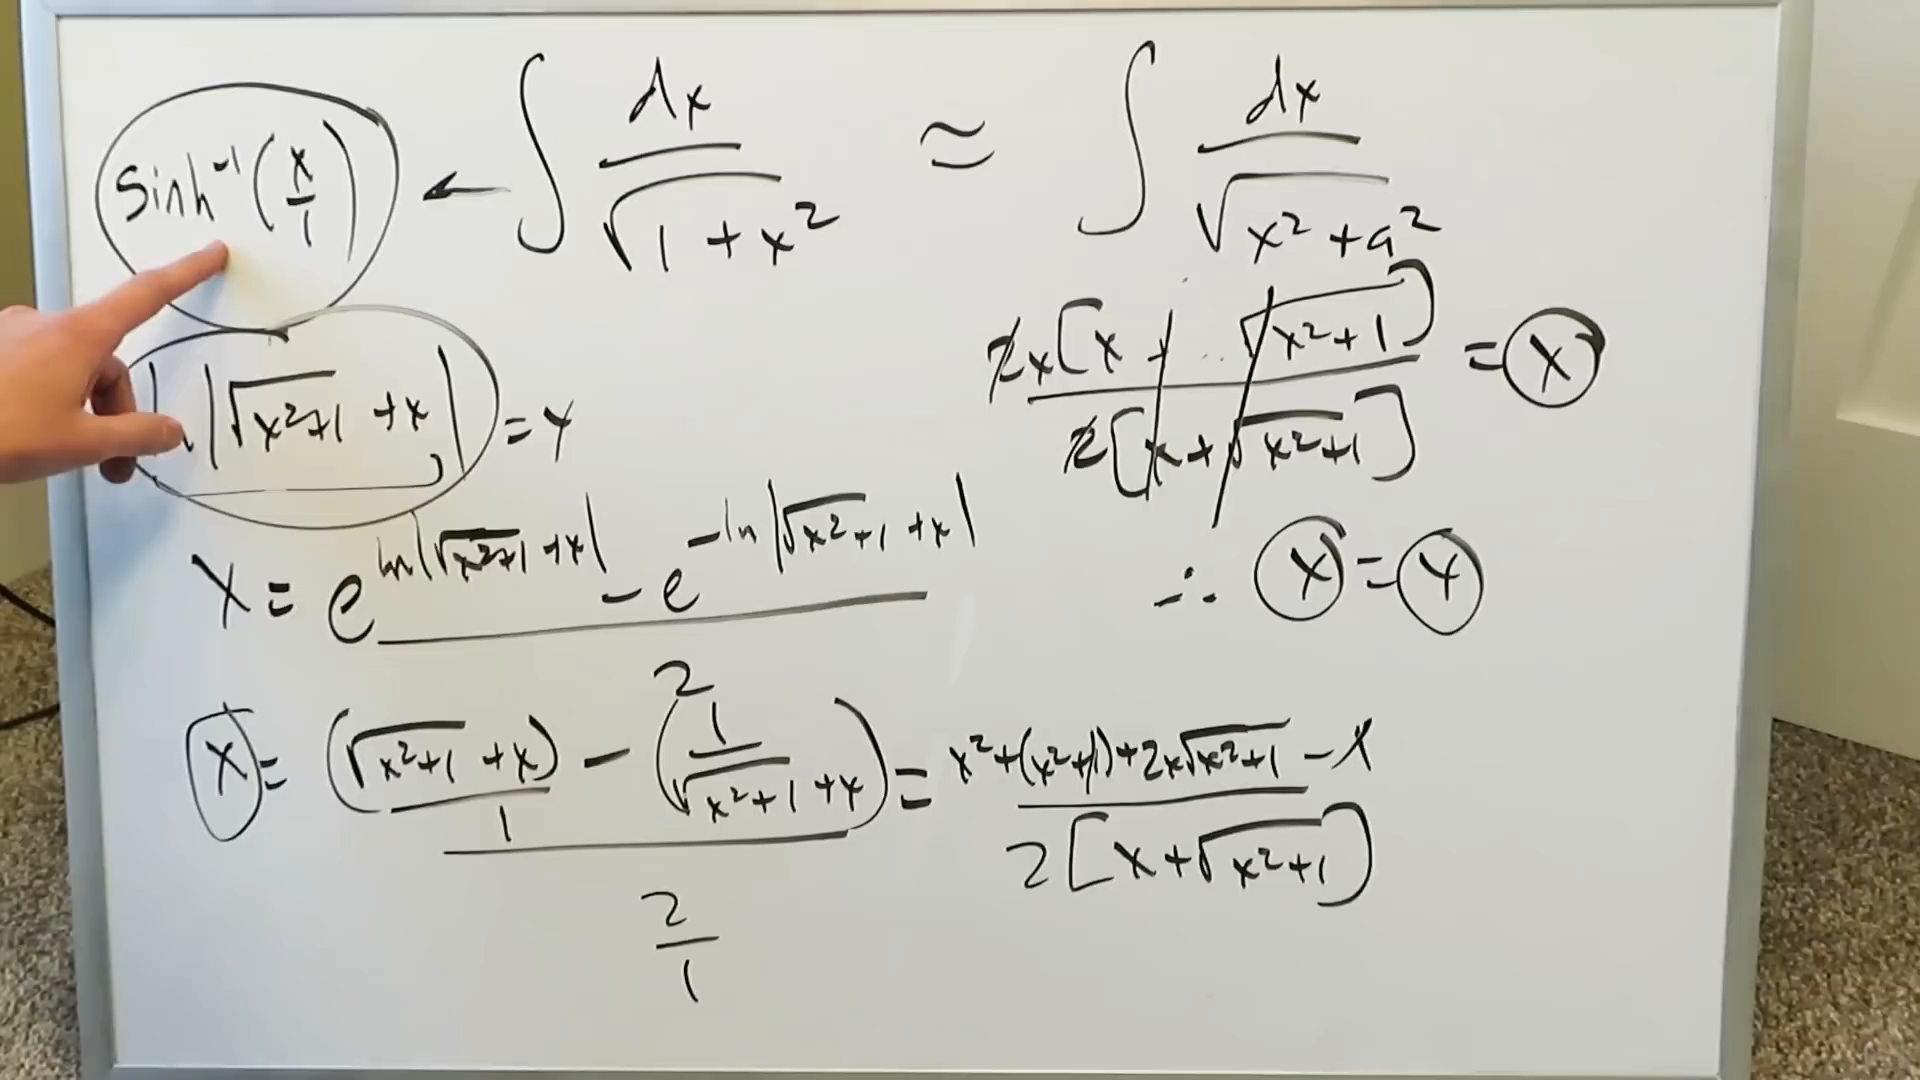 sinh⁻¹(x/1) ← ∫ dx/√(1+x²) ≈ ∫ dx/√(x²+a²)
2x[x+√(x²+1)] / 2[x+√(x²+1)] = x
|√(x²+1) +x| = y
x = (e^(ln|√(x²+1) +x|) - e^(-ln|√(x²+1) +x|)) / 2
∴ x = y
x = ((√(x²+1) +x)/1 - (1/(√(x²+1) +x))) / (2/1) = (x²+(x²+1)+2x√(x²+1) -1) / 2[x+√(x²+1)]